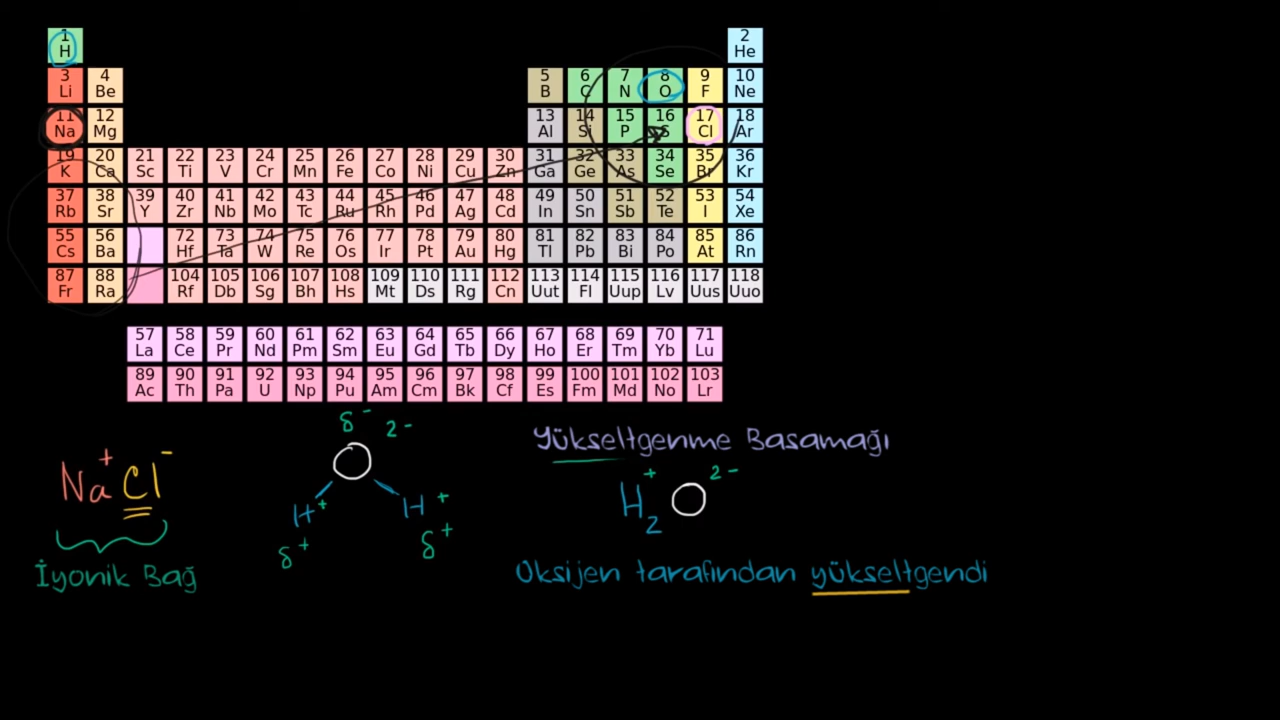 1 2
H He
3 4 5 6 7 8 9 10
Li Be B C N O F Ne
11 12 13 14 15 16 17 18
Na Mg Al Si P S Cl Ar
19 20 21 22 23 24 25 26 27 28 29 30 31 32 33 34 35 36
K Ca Sc Ti V Cr Mn Fe Co Ni Cu Zn Ga Ge As Se Br Kr
37 38 39 40 41 42 43 44 45 46 47 48 49 50 51 52 53 54
Rb Sr Y Zr Nb Mo Tc Ru Rh Pd Ag Cd In Sn Sb Te I Xe
55 56 72 73 74 75 76 77 78 79 80 81 82 83 84 85 86
Cs Ba Hf Ta W Re Os Ir Pt Au Hg Tl Pb Bi Po At Rn
87 88 104 105 106 107 108 109 110 111 112 113 114 115 116 117 118
Fr Ra Rf Db Sg Bh Hs Mt Ds Rg Cn Uut Fl Uup Lv Uus Uuo
57 58 59 60 61 62 63 64 65 66 67 68 69 70 71
La Ce Pr Nd Pm Sm Eu Gd Tb Dy Ho Er Tm Yb Lu
89 90 91 92 93 94 95 96 97 98 99 100 101 102 103
Ac Th Pa U Np Pu Am Cm Bk Cf Es Fm Md No Lr
Na⁺ Cl⁻
İyonik Bağ
δ⁻ 2-
O
H⁺ H⁺
δ⁺ δ⁺
Yükseltgenme Basamağı
H₂⁺ O²⁻
Oksijen tarafından yükseltgendi